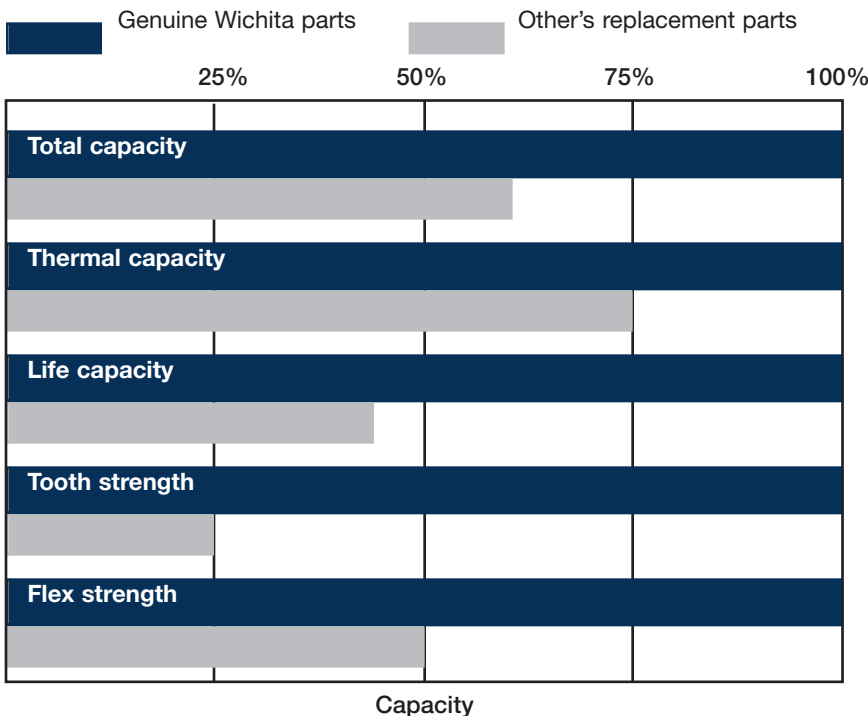 Genuine Wichita parts
Other's replacement parts
25% 50% 75% 100%
Total capacity
Thermal capacity
Life capacity
Tooth strength
Flex strength
Capacity